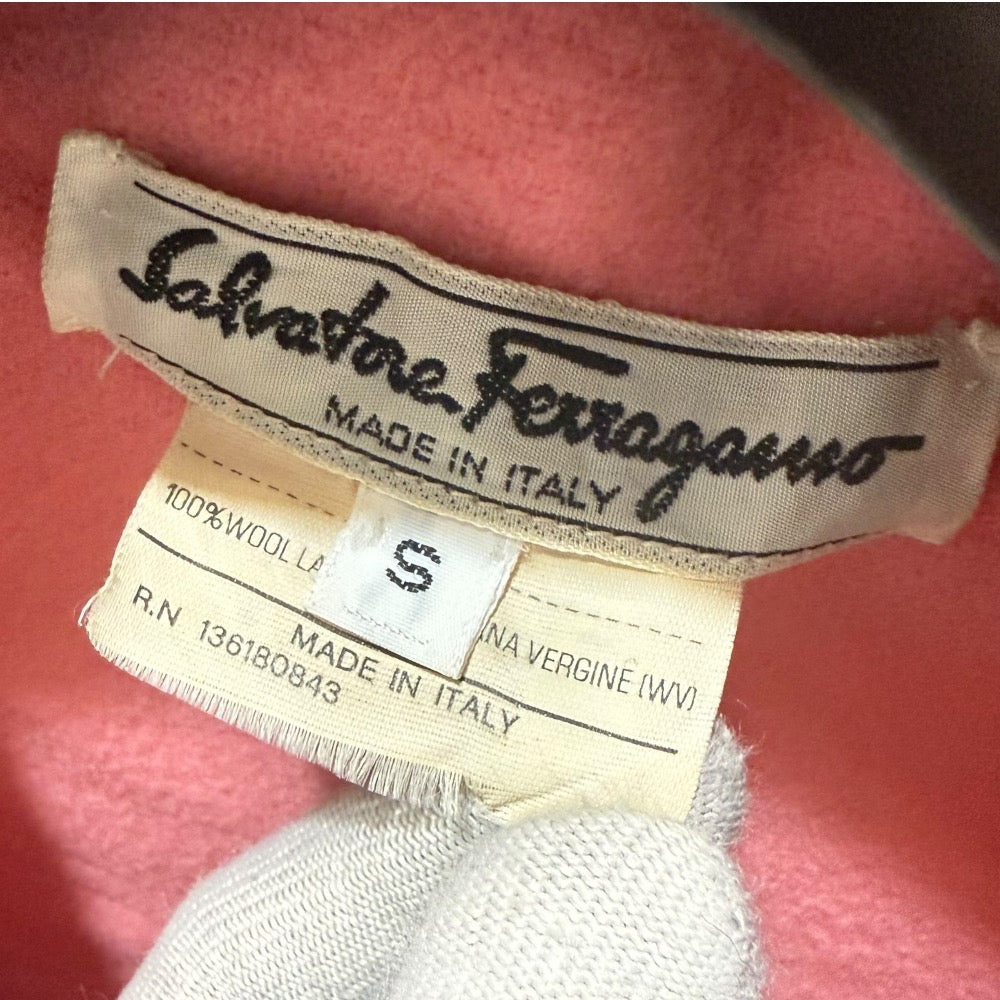 Salvatore Ferragamo
MADE IN ITALY
S
100%WOOL LA NA VERGINE (WV)
MADE IN ITALY
R.N 136180843